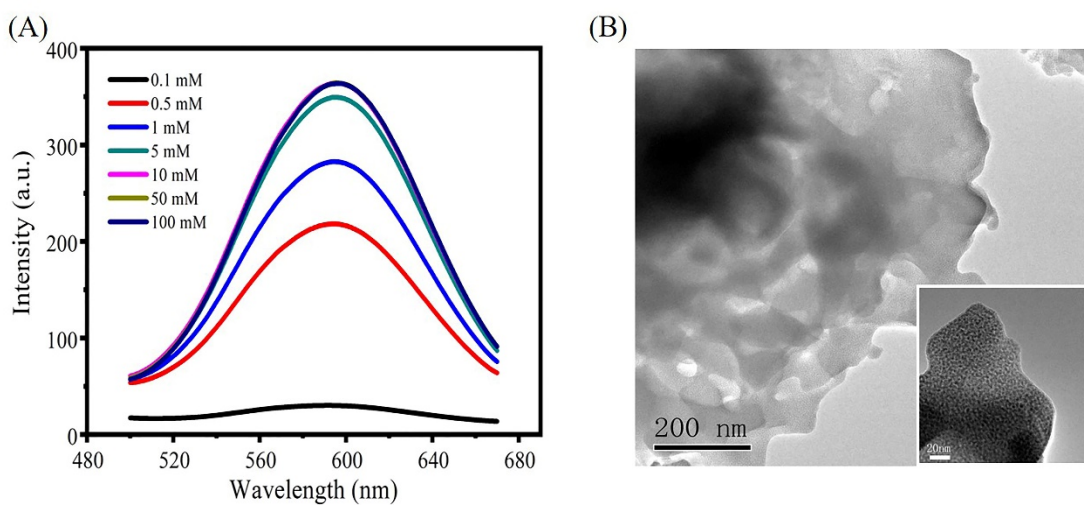 (A)
(B)
400
300
200
100
0
Intensity (a.u.)
0.1 mM
0.5 mM
1 mM
5 mM
10 mM
50 mM
100 mM
480
520
560
600
640
680
Wavelength (nm)
200 nm
20nm